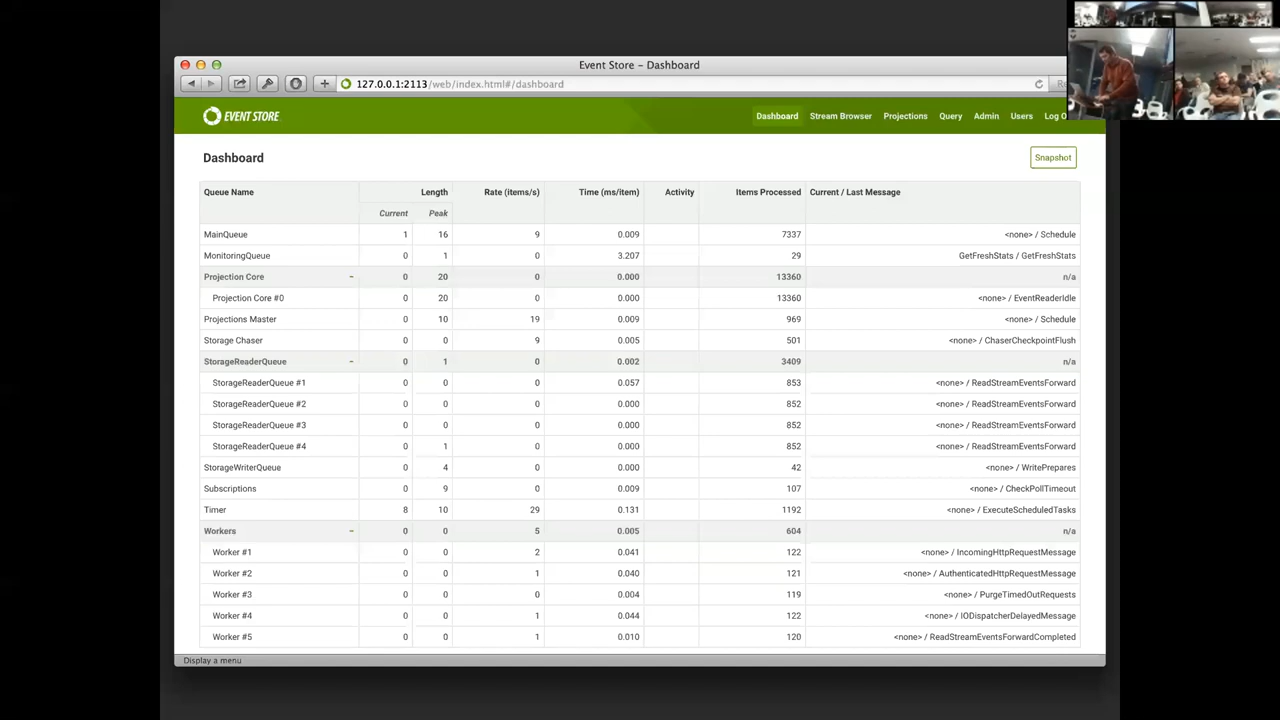 Event Store – Dashboard
127.0.0.1:2113/web/index.html#/dashboard
EVENT STORE
Dashboard Stream Browser Projections Query Admin Users Log O
Dashboard
Snapshot
Queue Name Length Rate (items/s) Time (ms/item) Activity Items Processed Current / Last Message
Current Peak
MainQueue 1 16 9 0.009 7337 <none> / Schedule
MonitoringQueue 0 1 0 3.207 29 GetFreshStats / GetFreshStats
Projection Core – 0 20 0 0.000 13360 n/a
Projection Core #0 0 20 0 0.000 13360 <none> / EventReaderIdle
Projections Master 0 10 19 0.009 969 <none> / Schedule
Storage Chaser 0 0 9 0.005 501 <none> / ChaserCheckpointFlush
StorageReaderQueue – 0 1 0 0.002 3409 n/a
StorageReaderQueue #1 0 0 0 0.057 853 <none> / ReadStreamEventsForward
StorageReaderQueue #2 0 0 0 0.000 852 <none> / ReadStreamEventsForward
StorageReaderQueue #3 0 0 0 0.000 852 <none> / ReadStreamEventsForward
StorageReaderQueue #4 0 1 0 0.000 852 <none> / ReadStreamEventsForward
StorageWriterQueue 0 4 0 0.000 42 <none> / WritePrepares
Subscriptions 0 9 0 0.009 107 <none> / CheckPollTimeout
Timer 8 10 29 0.131 1192 <none> / ExecuteScheduledTasks
Workers – 0 0 5 0.005 604 n/a
Worker #1 0 0 2 0.041 122 <none> / IncomingHttpRequestMessage
Worker #2 0 0 1 0.040 121 <none> / AuthenticatedHttpRequestMessage
Worker #3 0 0 0 0.004 119 <none> / PurgeTimedOutRequests
Worker #4 0 0 1 0.044 122 <none> / IODispatcherDelayedMessage
Worker #5 0 0 1 0.010 120 <none> / ReadStreamEventsForwardCompleted
Display a menu